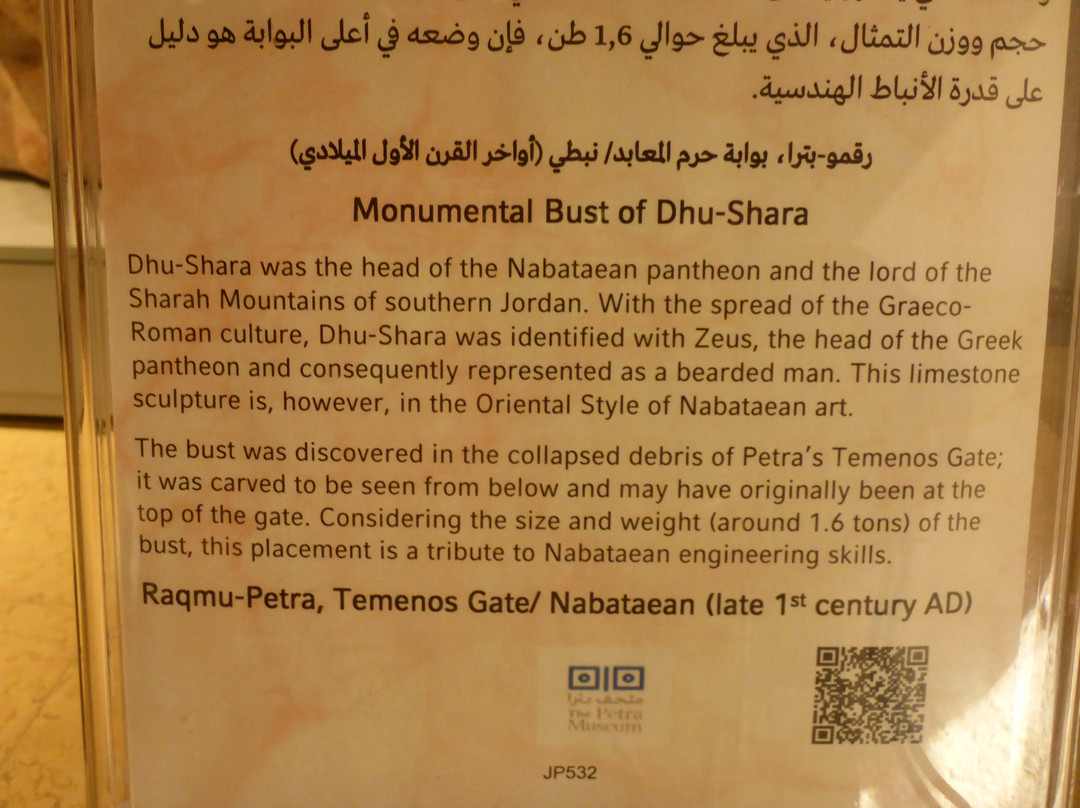 حجم ووزن التمثال، الذي يبلغ حوالي 1,6 طن، فإن وضعه في أعلى البوابة هو دليل
على قدرة الأنباط الهندسية.
رقمو-بترا، بوابة حرم المعابد/ نبطي (أواخر القرن الأول الميلادي)
Monumental Bust of Dhu-Shara
Dhu-Shara was the head of the Nabataean pantheon and the lord of the
Sharah Mountains of southern Jordan. With the spread of the Graeco-
Roman culture, Dhu-Shara was identified with Zeus, the head of the Greek
pantheon and consequently represented as a bearded man. This limestone
sculpture is, however, in the Oriental Style of Nabataean art.
The bust was discovered in the collapsed debris of Petra's Temenos Gate;
it was carved to be seen from below and may have originally been at the
top of the gate. Considering the size and weight (around 1.6 tons) of the
bust, this placement is a tribute to Nabataean engineering skills.
Raqmu-Petra, Temenos Gate/ Nabataean (late 1st century AD)
متحف بترا
The Petra
Museum
JP532